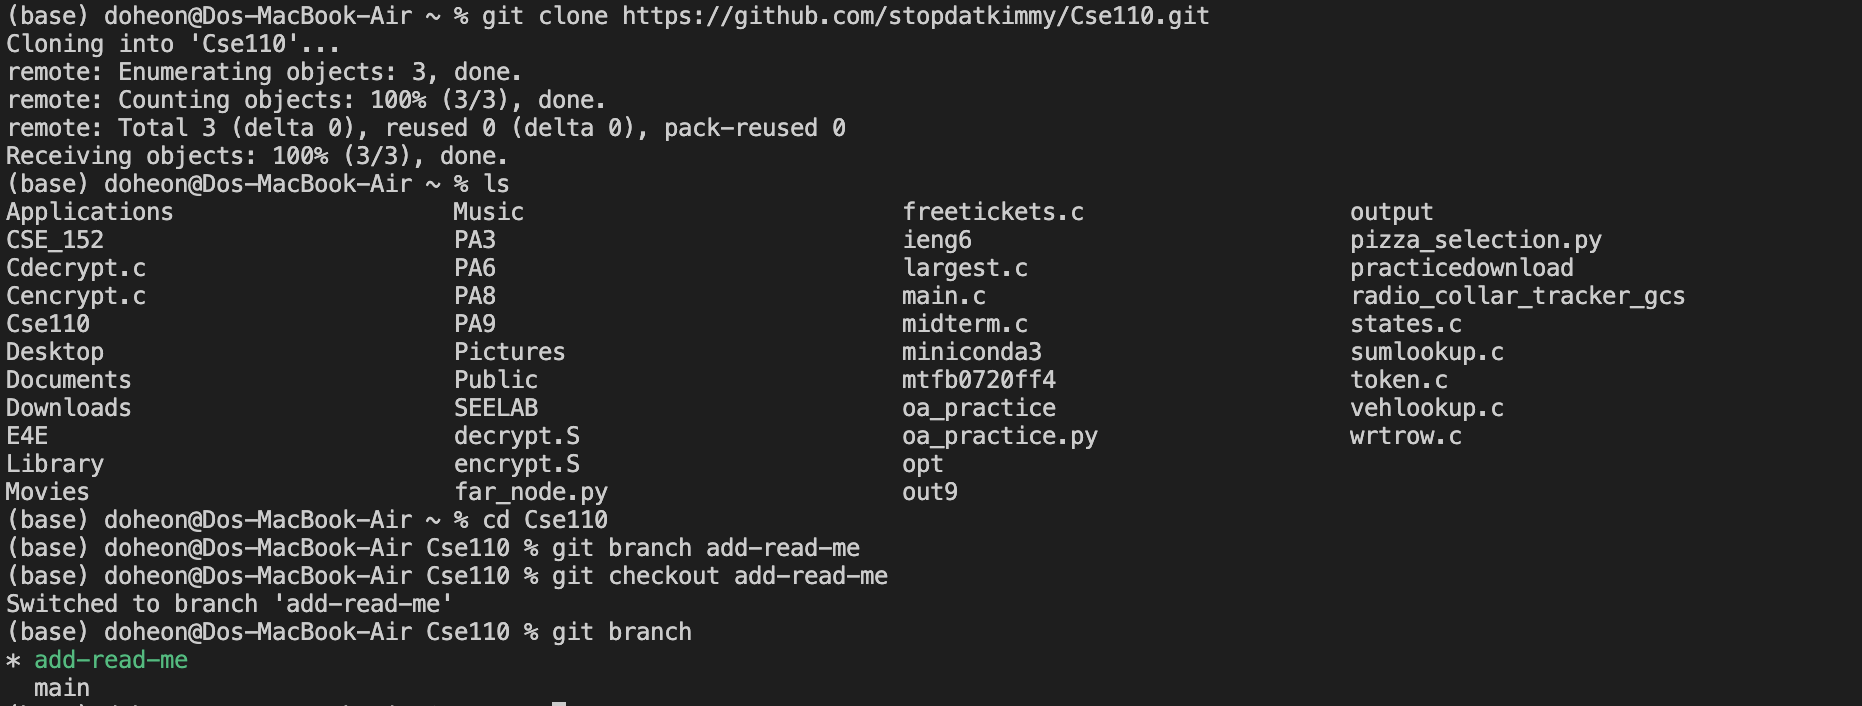 (base) doheon@Dos-MacBook-Air ~ % git clone https://github.com/stopdatkimmy/Cse110.git
Cloning into 'Cse110'...
remote: Enumerating objects: 3, done.
remote: Counting objects: 100% (3/3), done.
remote: Total 3 (delta 0), reused 0 (delta 0), pack-reused 0
Receiving objects: 100% (3/3), done.
(base) doheon@Dos-MacBook-Air ~ % ls
Applications Music freetickets.c output
CSE_152 PA3 ieng6 pizza_selection.py
Cdecrypt.c PA6 largest.c practicedownload
Cencrypt.c PA8 main.c radio_collar_tracker_gcs
Cse110 PA9 midterm.c states.c
Desktop Pictures miniconda3 sumlookup.c
Documents Public mtfb0720ff4 token.c
Downloads SEELAB oa_practice vehlookup.c
E4E decrypt.S oa_practice.py wrtrow.c
Library encrypt.S opt
Movies far_node.py out9
(base) doheon@Dos-MacBook-Air ~ % cd Cse110
(base) doheon@Dos-MacBook-Air Cse110 % git branch add-read-me
(base) doheon@Dos-MacBook-Air Cse110 % git checkout add-read-me
Switched to branch 'add-read-me'
(base) doheon@Dos-MacBook-Air Cse110 % git branch
* add-read-me
main